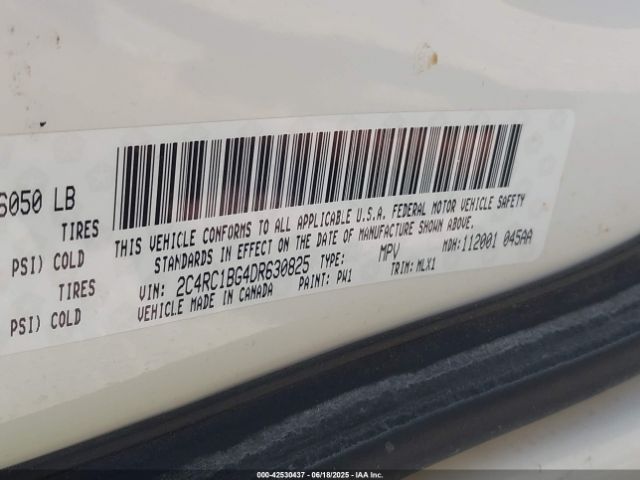 6050 LB
TIRES
PSI) COLD
TIRES
PSI) COLD
THIS VEHICLE CONFORMS TO ALL APPLICABLE U.S.A. FEDERAL MOTOR VEHICLE SAFETY
STANDARDS IN EFFECT ON THE DATE OF MANUFACTURE SHOWN ABOVE.
VIN: 2C4RC1BG4DR630825 TYPE: MPV MDH:112001 045AA
VEHICLE MADE IN CANADA PAINT: PW1 TRIM: MLX1
000-42530437 - 06/18/2025 - IAA, Inc.